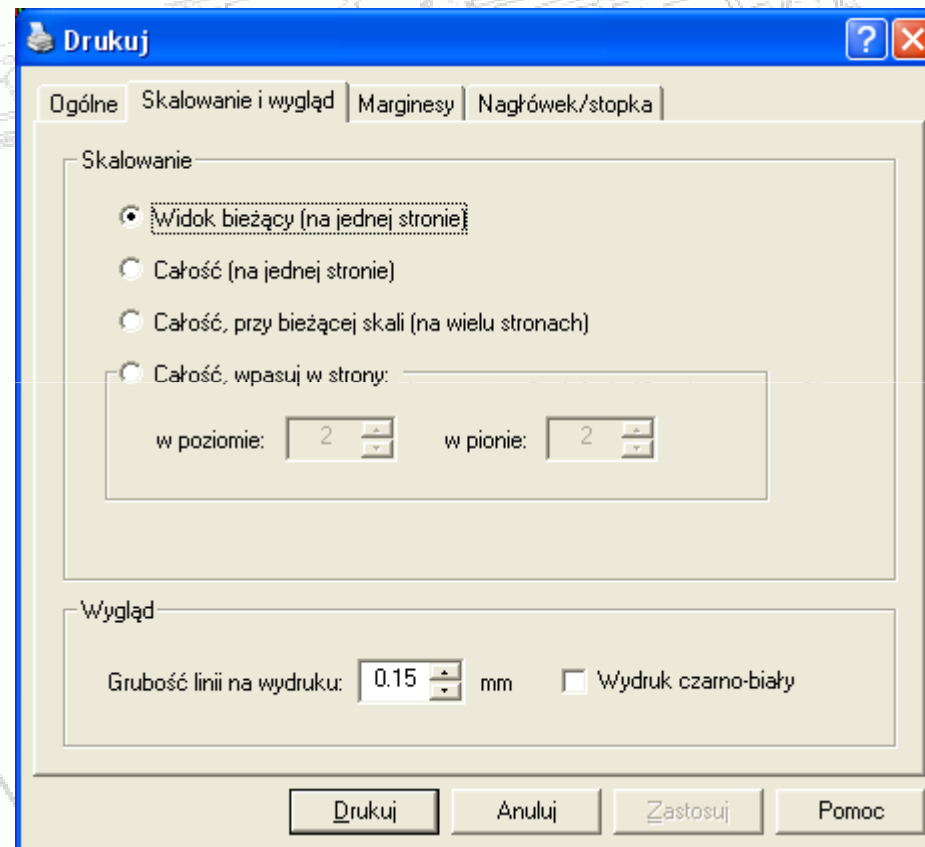 Drukuj
Ogólne Skalowanie i wygląd Marginesy Nagłówek/stopka
Skalowanie
Widok bieżący (na jednej stronie)
Całość (na jednej stronie)
Całość, przy bieżącej skali (na wielu stronach)
Całość, wpasuj w strony:
w poziomie: 2 w pionie: 2
Wygląd
Grubość linii na wydruku: 0.15 mm Wydruk czarno-biały
Drukuj Anuluj Zastosuj Pomoc